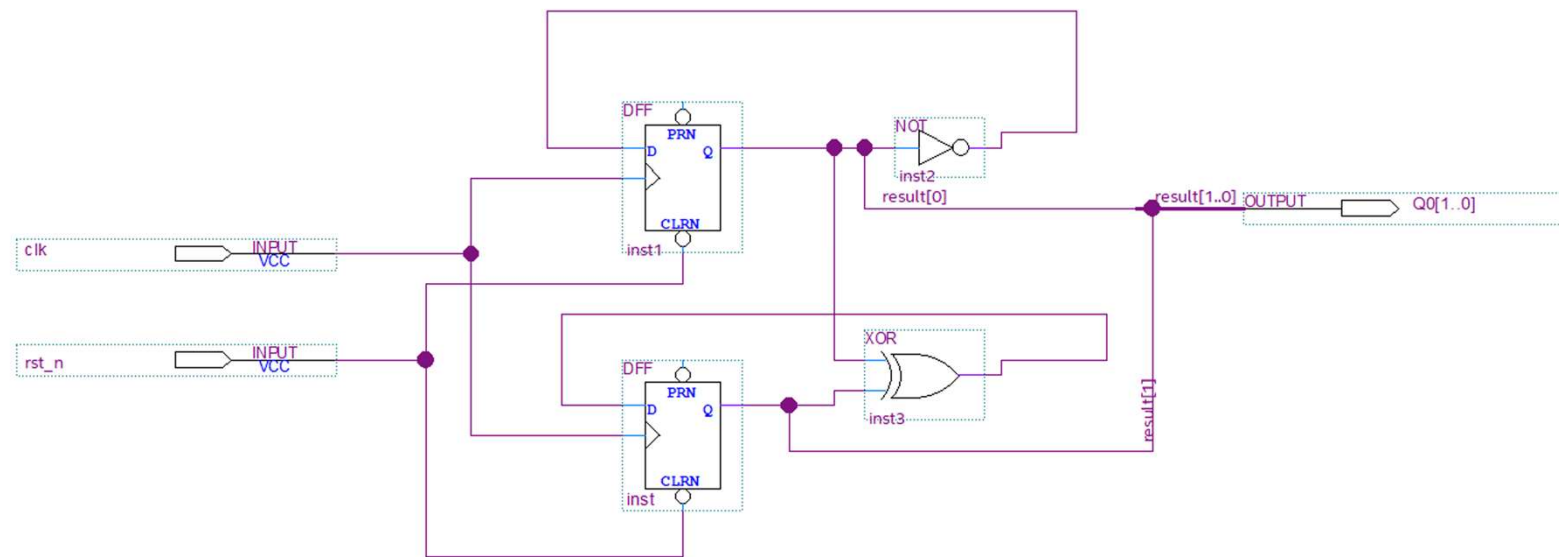 DFF
PRN
D
Q
CLRN
inst1
NOT
inst2
result[0]
result[1..0]
OUTPUT
Q0[1..0]
clk
INPUT
VCC
rst_n
INPUT
VCC
DFF
PRN
D
Q
CLRN
inst
XOR
inst3
result[1]